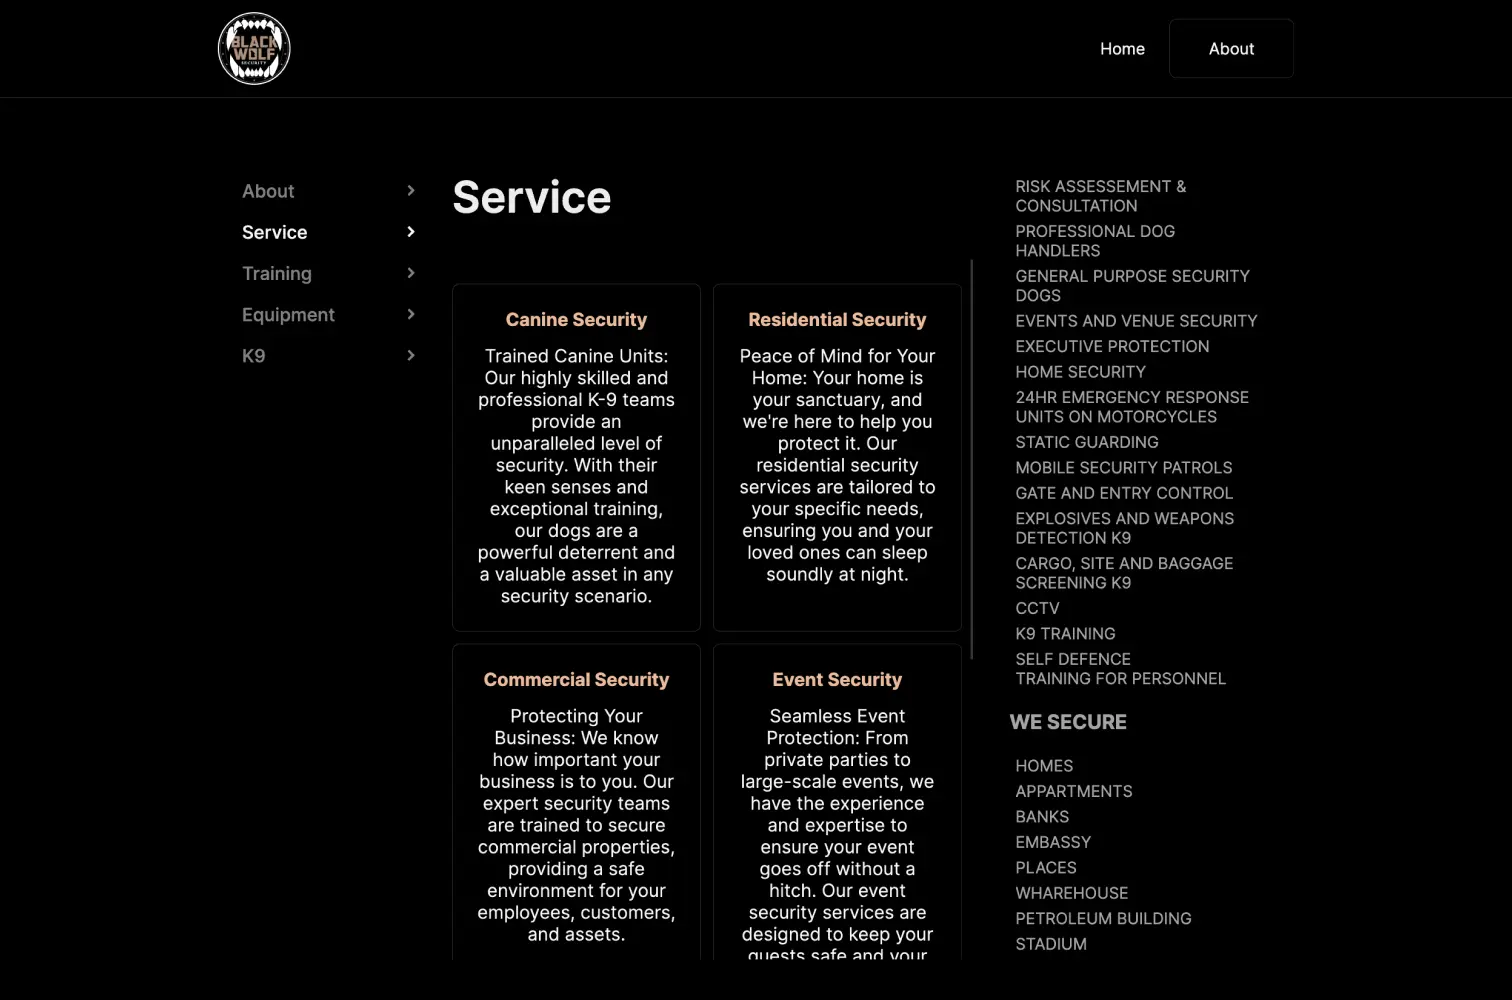 BLACK
WOLF
SECURITY
Home
About
About
Service
Training
Equipment
K9
Service
Canine Security
Trained Canine Units:
Our highly skilled and
professional K-9 teams
provide an
unparalleled level of
security. With their
keen senses and
exceptional training,
our dogs are a
powerful deterrent and
a valuable asset in any
security scenario.
Residential Security
Peace of Mind for Your
Home: Your home is
your sanctuary, and
we're here to help you
protect it. Our
residential security
services are tailored to
your specific needs,
ensuring you and your
loved ones can sleep
soundly at night.
Commercial Security
Protecting Your
Business: We know
how important your
business is to you. Our
expert security teams
are trained to secure
commercial properties,
providing a safe
environment for your
employees, customers,
and assets.
Event Security
Seamless Event
Protection: From
private parties to
large-scale events, we
have the experience
and expertise to
ensure your event
goes off without a
hitch. Our event
security services are
designed to keep your
guests safe and your
RISK ASSESSEMENT &
CONSULTATION
PROFESSIONAL DOG
HANDLERS
GENERAL PURPOSE SECURITY
DOGS
EVENTS AND VENUE SECURITY
EXECUTIVE PROTECTION
HOME SECURITY
24HR EMERGENCY RESPONSE
UNITS ON MOTORCYCLES
STATIC GUARDING
MOBILE SECURITY PATROLS
GATE AND ENTRY CONTROL
EXPLOSIVES AND WEAPONS
DETECTION K9
CARGO, SITE AND BAGGAGE
SCREENING K9
CCTV
K9 TRAINING
SELF DEFENCE
TRAINING FOR PERSONNEL
WE SECURE
HOMES
APPARTMENTS
BANKS
EMBASSY
PLACES
WHAREHOUSE
PETROLEUM BUILDING
STADIUM